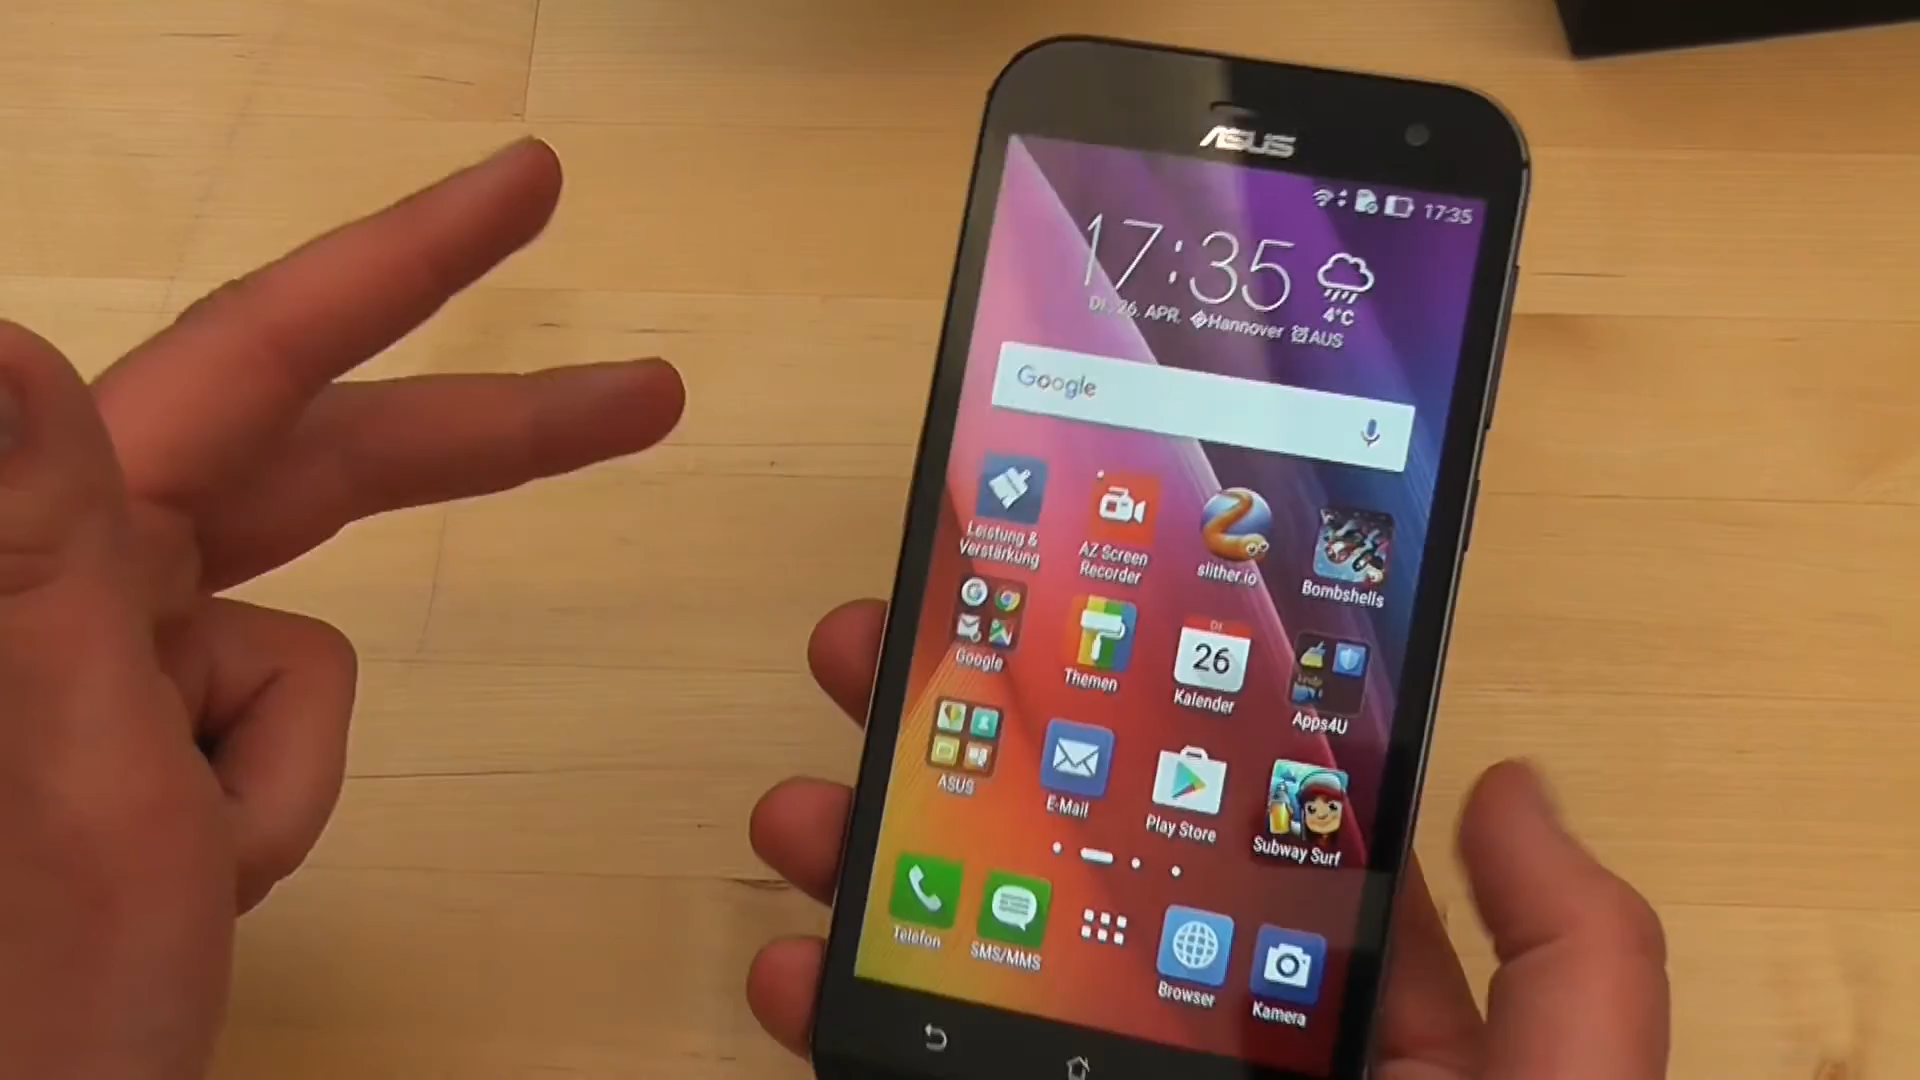 ASUS
17:35
17:35
4°C
DI., 26. APR. Hannover AUS
Google
Leistung &
Verstärkung
AZ Screen
Recorder
slither.io
Bombshells
Google
Themen
DI
26
Kalender
Apps4U
ASUS
E-Mail
Play Store
Subway Surf
Telefon
SMS/MMS
Browser
Kamera